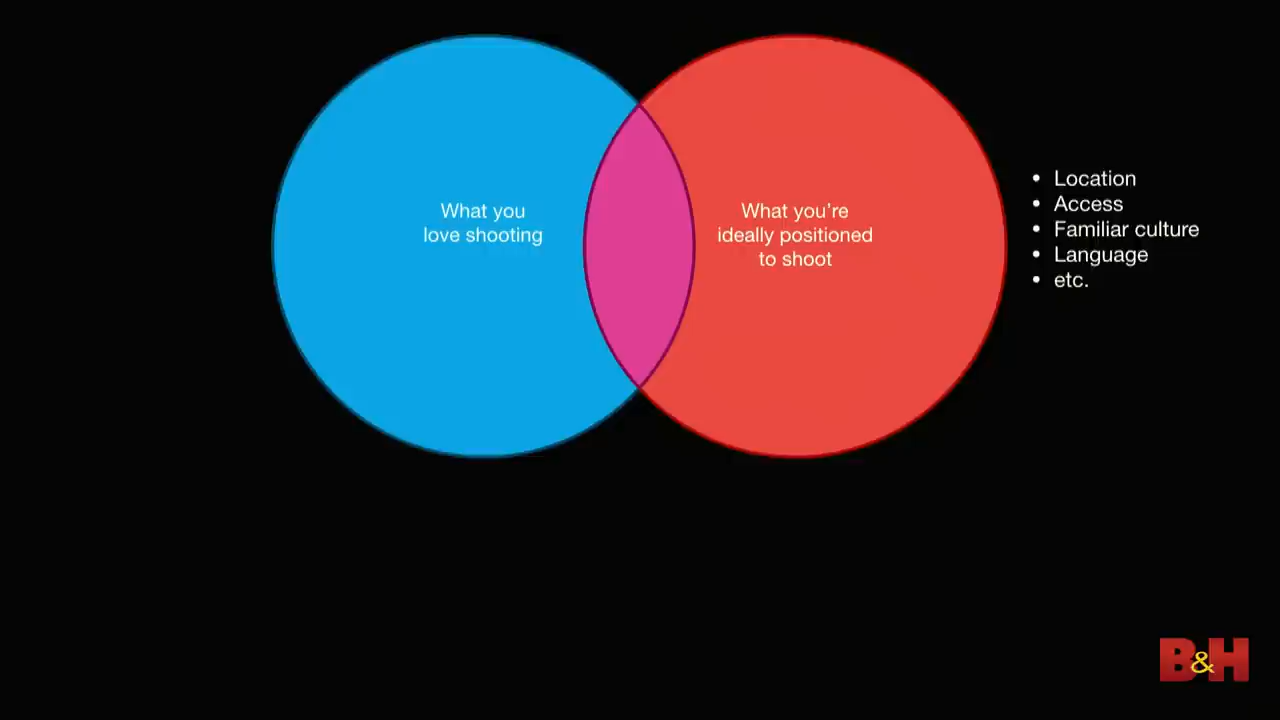 What you
love shooting
What you're
ideally positioned
to shoot
• Location
• Access
• Familiar culture
• Language
• etc.
B&H